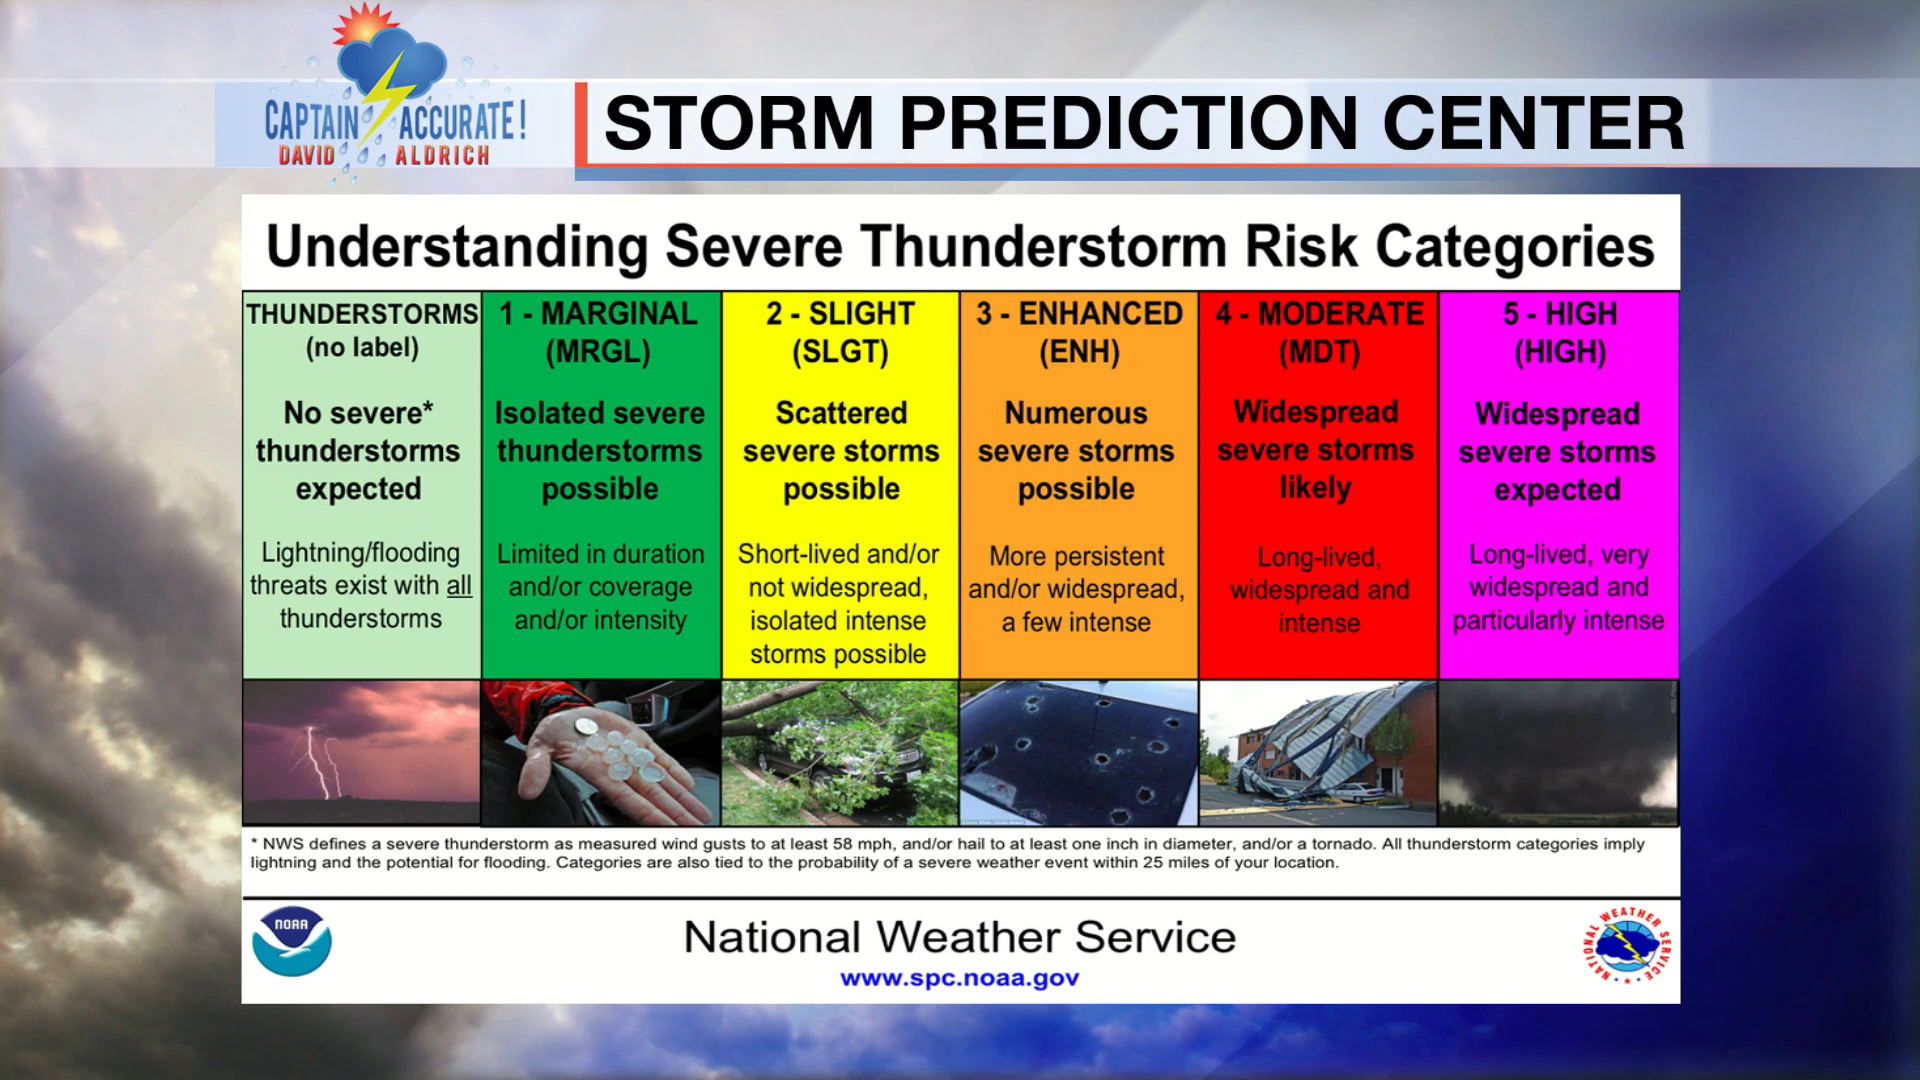 CAPTAIN ACCURATE!
DAVID ALDRICH
STORM PREDICTION CENTER
Understanding Severe Thunderstorm Risk Categories
THUNDERSTORMS
(no label)
No severe*
thunderstorms
expected
Lightning/flooding
threats exist with all
thunderstorms
1 - MARGINAL
(MRGL)
Isolated severe
thunderstorms
possible
Limited in duration
and/or coverage
and/or intensity
2 - SLIGHT
(SLGT)
Scattered
severe storms
possible
Short-lived and/or
not widespread,
isolated intense
storms possible
3 - ENHANCED
(ENH)
Numerous
severe storms
possible
More persistent
and/or widespread,
a few intense
4 - MODERATE
(MDT)
Widespread
severe storms
likely
Long-lived,
widespread and
intense
5 - HIGH
(HIGH)
Widespread
severe storms
expected
Long-lived, very
widespread and
particularly intense
* NWS defines a severe thunderstorm as measured wind gusts to at least 58 mph, and/or hail to at least one inch in diameter, and/or a tornado. All thunderstorm categories imply
lightning and the potential for flooding. Categories are also tied to the probability of a severe weather event within 25 miles of your location.
NOAA
National Weather Service
www.spc.noaa.gov
NATIONAL WEATHER SERVICE